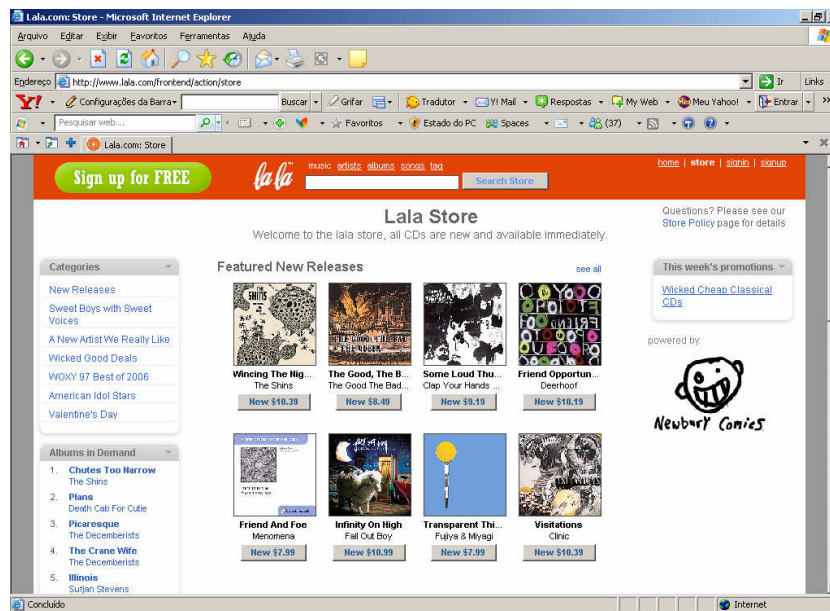 Lala.com: Store - Microsoft Internet Explorer
Arquivo Editar Exibir Favoritos Ferramentas Ajuda
Endereço http://www.lala.com/frontend/action/store Ir Links
Y! Configurações da Barra Buscar Grifar Tradutor Y! Mail Respostas My Web Meu Yahoo! Entrar
Pesquisar web... Favoritos Estado do PC Spaces (37)
Lala.com: Store
Sign up for FREE
la la
music artists albums songs tag
Search Store
home | store | signin | signup
Lala Store
Welcome to the lala store, all CDs are new and available immediately.
Questions? Please see our
Store Policy page for details
Categories
New Releases
Sweet Boys with Sweet
Voices
A New Artist We Really Like
Wicked Good Deals
WOXY 97 Best of 2006
American Idol Stars
Valentine's Day
Albums in Demand
1. Chutes Too Narrow
The Shins
2. Plans
Death Cab For Cutie
3. Picaresque
The Decemberists
4. The Crane Wife
The Decemberists
5. Illinois
Sufjan Stevens
Featured New Releases
see all
Wincing The Nig...
The Shins
New $10.39
The Good, The B...
The Good The Bad...
New $8.49
Some Loud Thu...
Clap Your Hands ...
New $9.19
Friend Opportun...
Deerhoof
New $10.19
Friend And Foe
Menomena
New $7.99
Infinity On High
Fall Out Boy
New $10.99
Transparent Thi...
Fujiya & Miyagi
New $7.99
Visitations
Clinic
New $10.39
This week's promotions
Wicked Cheap Classical
CDs
powered by:
Newbury Comics
Concluído
Internet